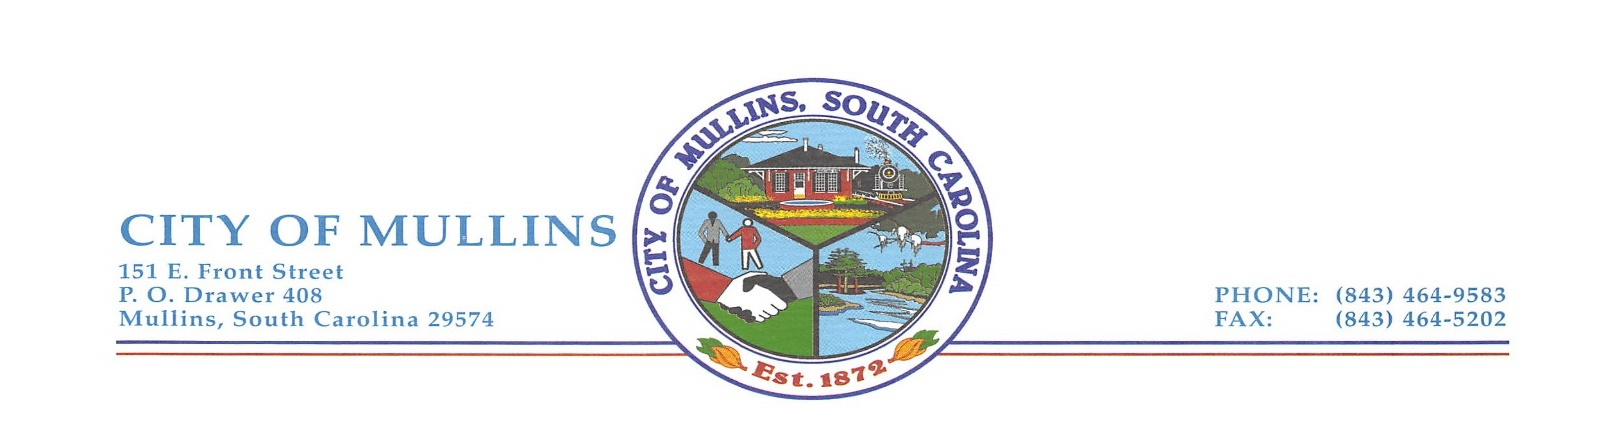 CITY OF MULLINS
151 E. Front Street
P. O. Drawer 408
Mullins, South Carolina 29574
CITY OF MULLINS, SOUTH CAROLINA
Est. 1872
PHONE: (843) 464-9583
FAX: (843) 464-5202